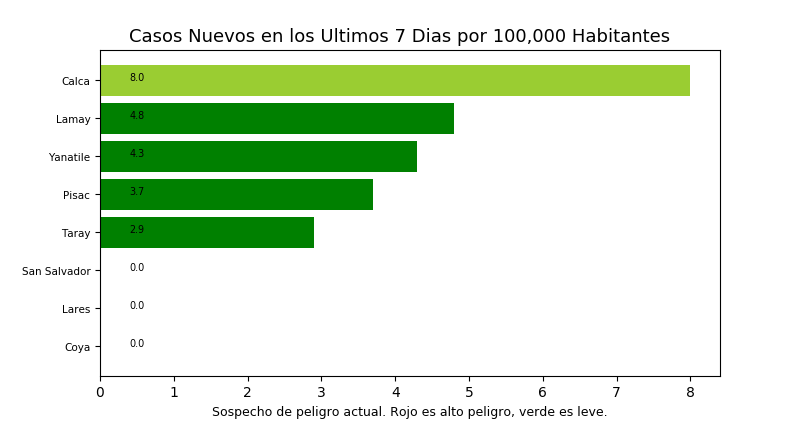 Casos Nuevos en los Ultimos 7 Dias por 100,000 Habitantes
Calca 8.0
Lamay 4.8
Yanatile 4.3
Pisac 3.7
Taray 2.9
San Salvador 0.0
Lares 0.0
Coya 0.0
0 1 2 3 4 5 6 7 8
Sospecho de peligro actual. Rojo es alto peligro, verde es leve.